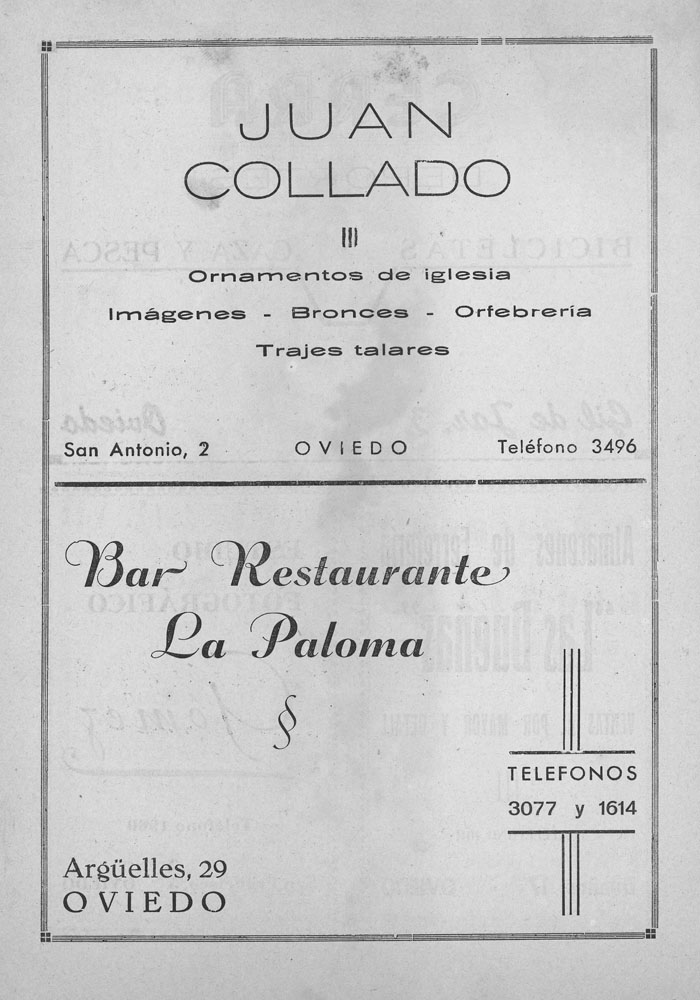 JUAN
COLLADO
Ornamentos de iglesia
Imágenes - Bronces - Orfebrería
Trajes talares
San Antonio, 2 OVIEDO Teléfono 3496
Bar Restaurante
La Paloma
§
TELEFONOS
3077 y 1614
Argüelles, 29
OVIEDO